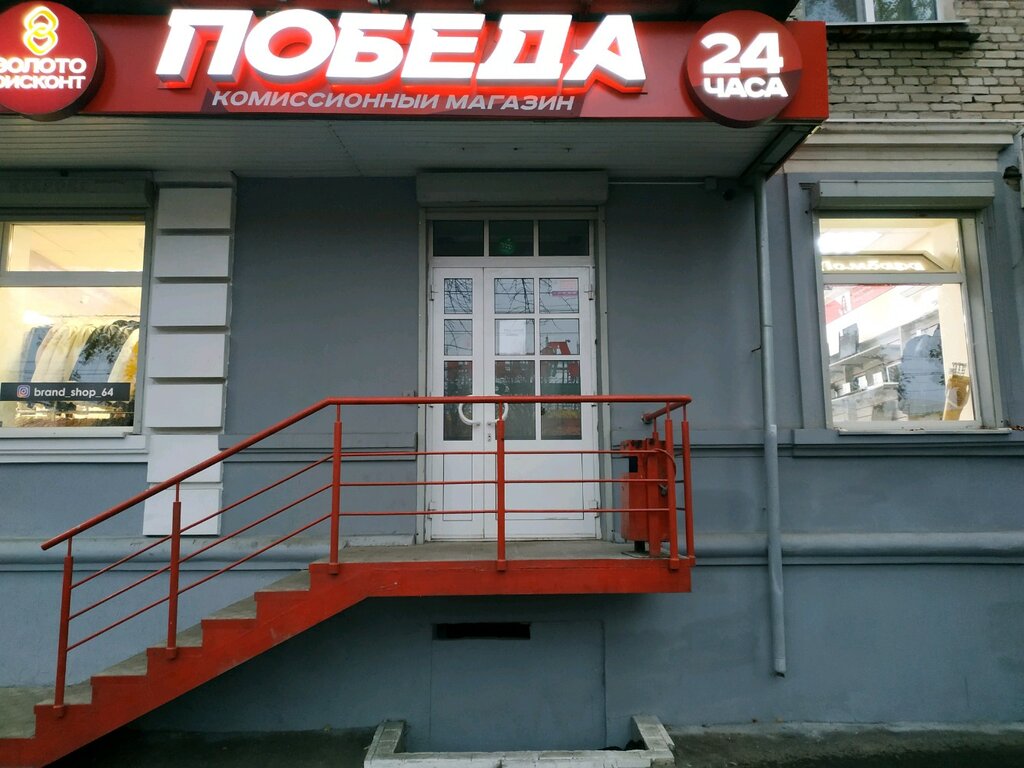 ЗОЛОТО
ДИСКОНТ
ПОБЕДА
КОМИССИОННЫЙ МАГАЗИН
24
ЧАСА
brand_shop_64